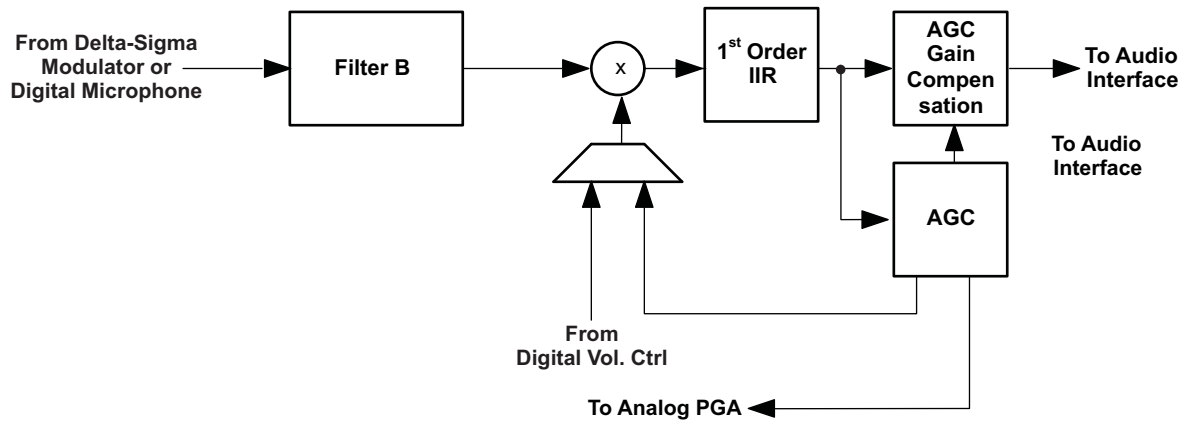 From Delta-Sigma
Modulator or
Digital Microphone
Filter B
x
1st Order
IIR
AGC
Gain
Compen
sation
To Audio
Interface
To Audio
Interface
AGC
From
Digital Vol. Ctrl
To Analog PGA